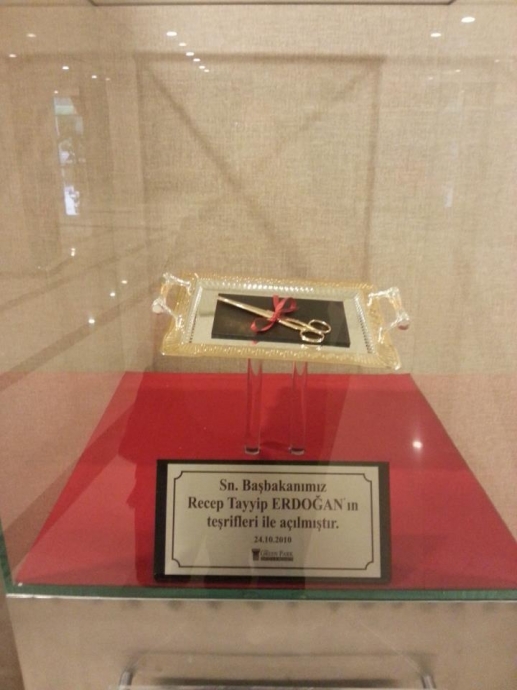 Sn. Başbakanımız
Recep Tayyip ERDOĞAN'ın
teşrifleri ile açılmıştır.
24.10.2010